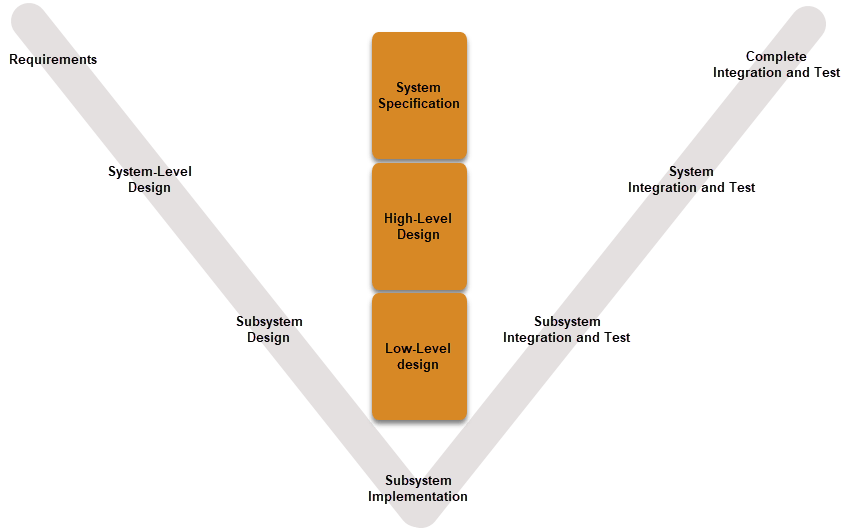 Requirements
System-Level
Design
Subsystem
Design
Subsystem
Implementation
System
Specification
High-Level
Design
Low-Level
design
Complete
Integration and Test
System
Integration and Test
Subsystem
Integration and Test